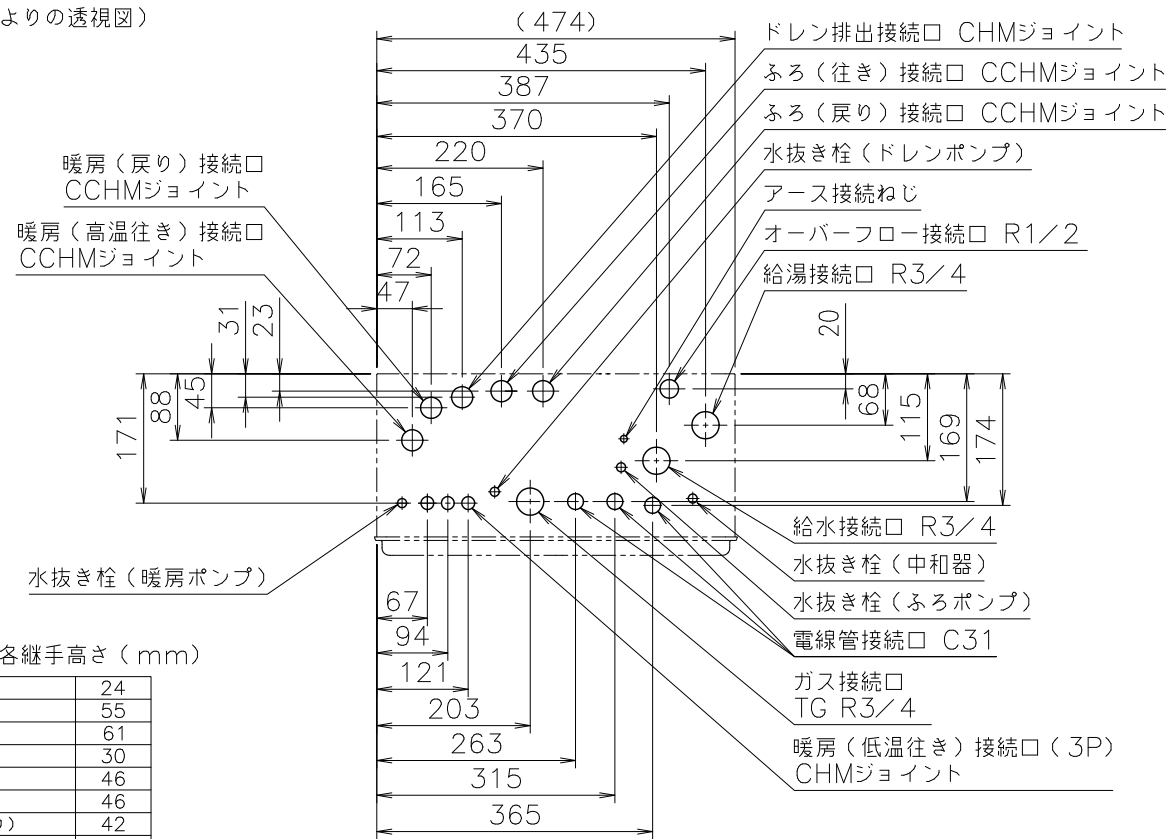 よりの透視図)
(474)
435
387
370
220
165
113
72
47
ドレン排出接続口 CHMジョイント
ふろ(往き)接続口 CCHMジョイント
ふろ(戻り)接続口 CCHMジョイント
水抜き栓(ドレンポンプ)
アース接続ねじ
オーバーフロー接続口 R1/2
給湯接続口 R3/4
暖房(戻り)接続口
CCHMジョイント
暖房(高温往き)接続口
CCHMジョイント
31
23
45
88
171
20
68
115
169
174
給水接続口 R3/4
水抜き栓(中和器)
水抜き栓(ふろポンプ)
電線管接続口 C31
ガス接続口
TG R3/4
暖房(低温往き)接続口(3P)
CHMジョイント
水抜き栓(暖房ポンプ)
67
94
121
203
263
315
365
各継手高さ(mm)
24
55
61
30
46
46
42